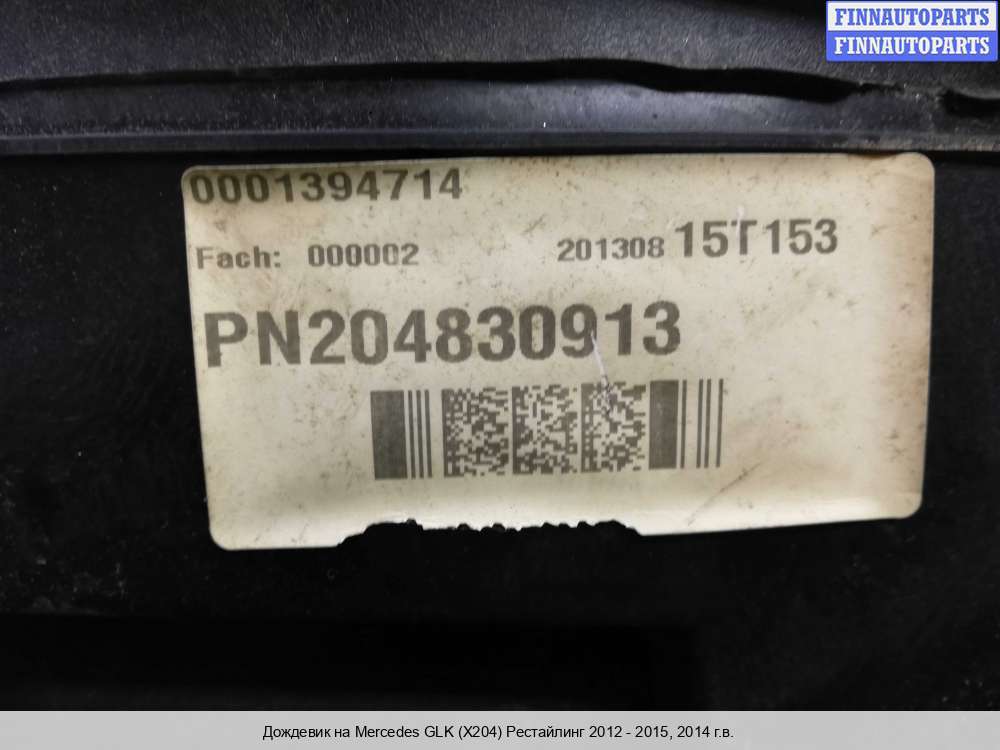 FINNAUTOPARTS
FINNAUTOPARTS
0001394714
Fach: 000002 201308 15T153
PN204830913
Дождевик на Mercedes GLK (X204) Рестайлинг 2012 - 2015, 2014 г.в.